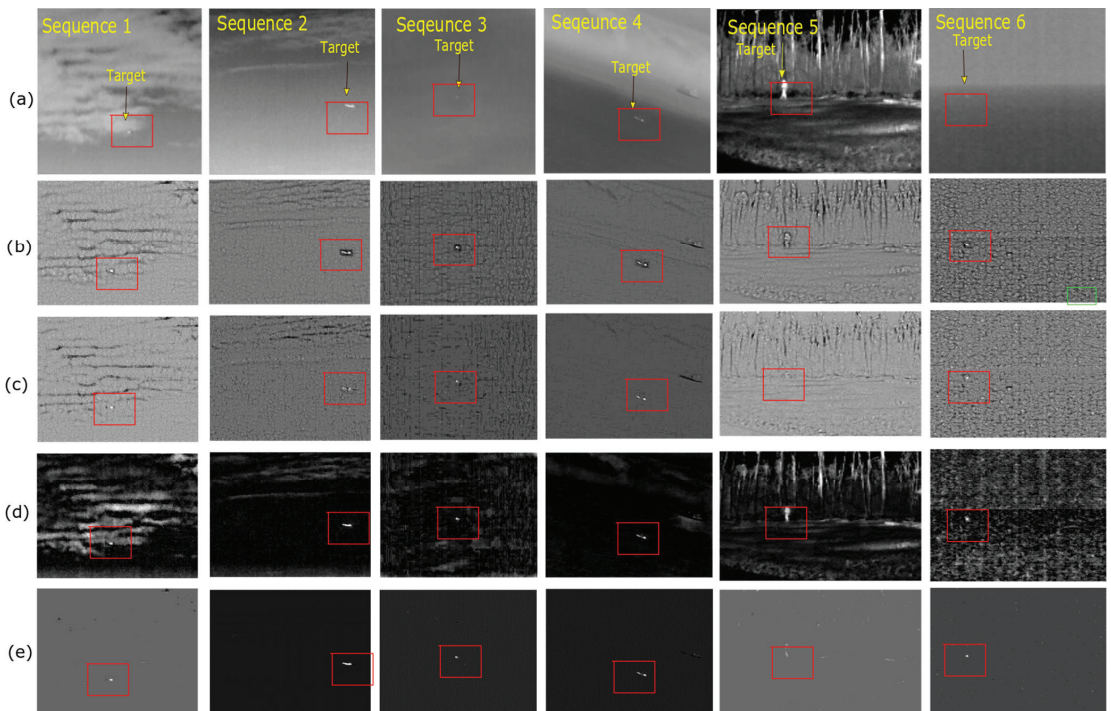 Sequence 1
Sequence 2
Seqeunce 3
Seqeunce 4
Sequence 5
Sequence 6
Target
Target
Target
Target
Target
Target
(a)
(b)
(c)
(d)
(e)